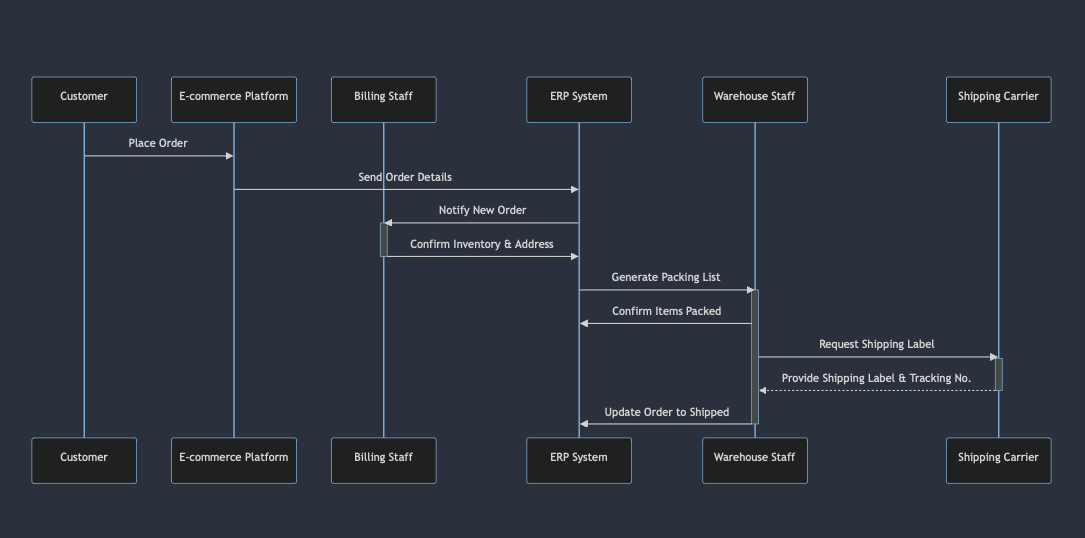 Customer
E-commerce Platform
Billing Staff
ERP System
Warehouse Staff
Shipping Carrier
Place Order
Send Order Details
Notify New Order
Confirm Inventory & Address
Generate Packing List
Confirm Items Packed
Request Shipping Label
Provide Shipping Label & Tracking No.
Update Order to Shipped
Customer
E-commerce Platform
Billing Staff
ERP System
Warehouse Staff
Shipping Carrier